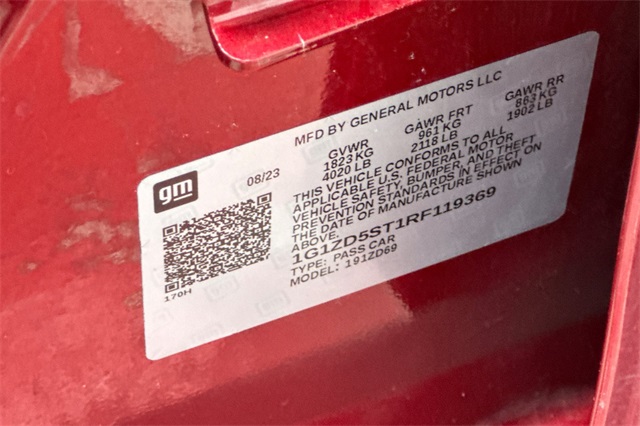 MFD BY GENERAL MOTORS LLC
GVWR GAWR FRT GAWR RR
1823 KG 961 KG 863 KG
4020 LB 2118 LB 1902 LB
gm
08/23
THIS VEHICLE CONFORMS TO ALL
APPLICABLE U.S. FEDERAL MOTOR
VEHICLE SAFETY, BUMPER, AND THEFT
PREVENTION STANDARDS IN EFFECT ON
THE DATE OF MANUFACTURE SHOWN
ABOVE.
1G1ZD5ST1RF119369
TYPE: PASS CAR
MODEL: 191ZD69
170H